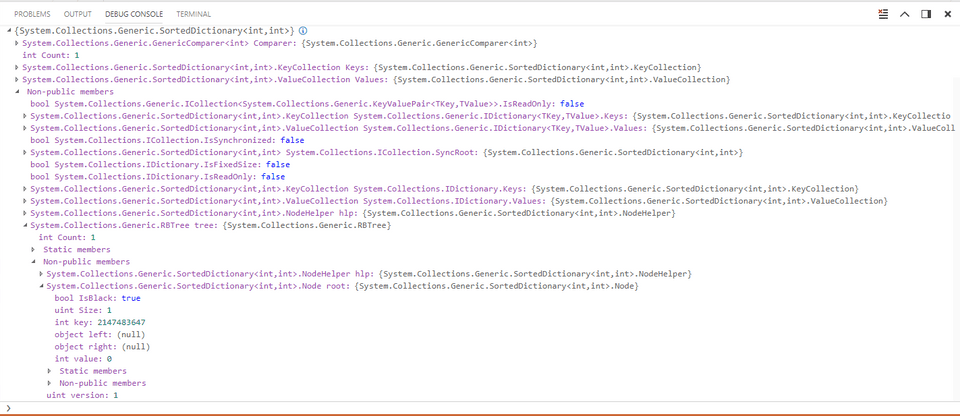 PROBLEMS OUTPUT DEBUG CONSOLE TERMINAL
{System.Collections.Generic.SortedDictionary<int,int>}
System.Collections.Generic.GenericComparer<int> Comparer: {System.Collections.Generic.GenericComparer<int>}
int Count: 1
System.Collections.Generic.SortedDictionary<int,int>.KeyCollection Keys: {System.Collections.Generic.SortedDictionary<int,int>.KeyCollection}
System.Collections.Generic.SortedDictionary<int,int>.ValueCollection Values: {System.Collections.Generic.SortedDictionary<int,int>.ValueCollection}
Non-public members
bool System.Collections.Generic.ICollection<System.Collections.Generic.KeyValuePair<TKey,TValue>>.IsReadOnly: false
System.Collections.Generic.SortedDictionary<int,int>.KeyCollection System.Collections.Generic.IDictionary<TKey,TValue>.Keys: {System.Collections.Generic.SortedDictionary<int,int>.KeyCollectio
System.Collections.Generic.SortedDictionary<int,int>.ValueCollection System.Collections.Generic.IDictionary<TKey,TValue>.Values: {System.Collections.Generic.SortedDictionary<int,int>.ValueColl
bool System.Collections.ICollection.IsSynchronized: false
System.Collections.Generic.SortedDictionary<int,int> System.Collections.ICollection.SyncRoot: {System.Collections.Generic.SortedDictionary<int,int>}
bool System.Collections.IDictionary.IsFixedSize: false
bool System.Collections.IDictionary.IsReadOnly: false
System.Collections.Generic.SortedDictionary<int,int>.KeyCollection System.Collections.IDictionary.Keys: {System.Collections.Generic.SortedDictionary<int,int>.KeyCollection}
System.Collections.Generic.SortedDictionary<int,int>.ValueCollection System.Collections.IDictionary.Values: {System.Collections.Generic.SortedDictionary<int,int>.ValueCollection}
System.Collections.Generic.SortedDictionary<int,int>.NodeHelper hlp: {System.Collections.Generic.SortedDictionary<int,int>.NodeHelper}
System.Collections.Generic.RBTree tree: {System.Collections.Generic.RBTree}
int Count: 1
Static members
Non-public members
System.Collections.Generic.SortedDictionary<int,int>.NodeHelper hlp: {System.Collections.Generic.SortedDictionary<int,int>.NodeHelper}
System.Collections.Generic.SortedDictionary<int,int>.Node root: {System.Collections.Generic.SortedDictionary<int,int>.Node}
bool IsBlack: true
uint Size: 1
int key: 2147483647
object left: (null)
object right: (null)
int value: 0
Static members
Non-public members
uint version: 1